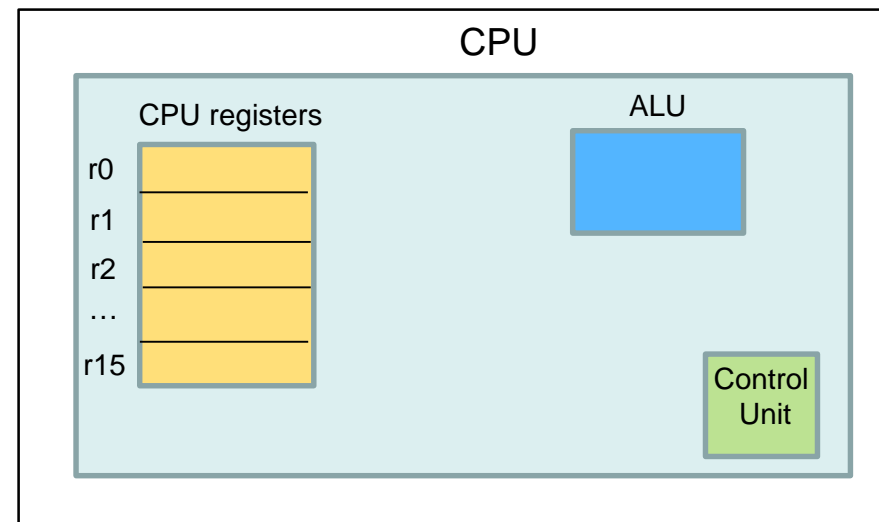 CPU
CPU registers
ALU
r0
r1
r2
…
r15
Control
Unit